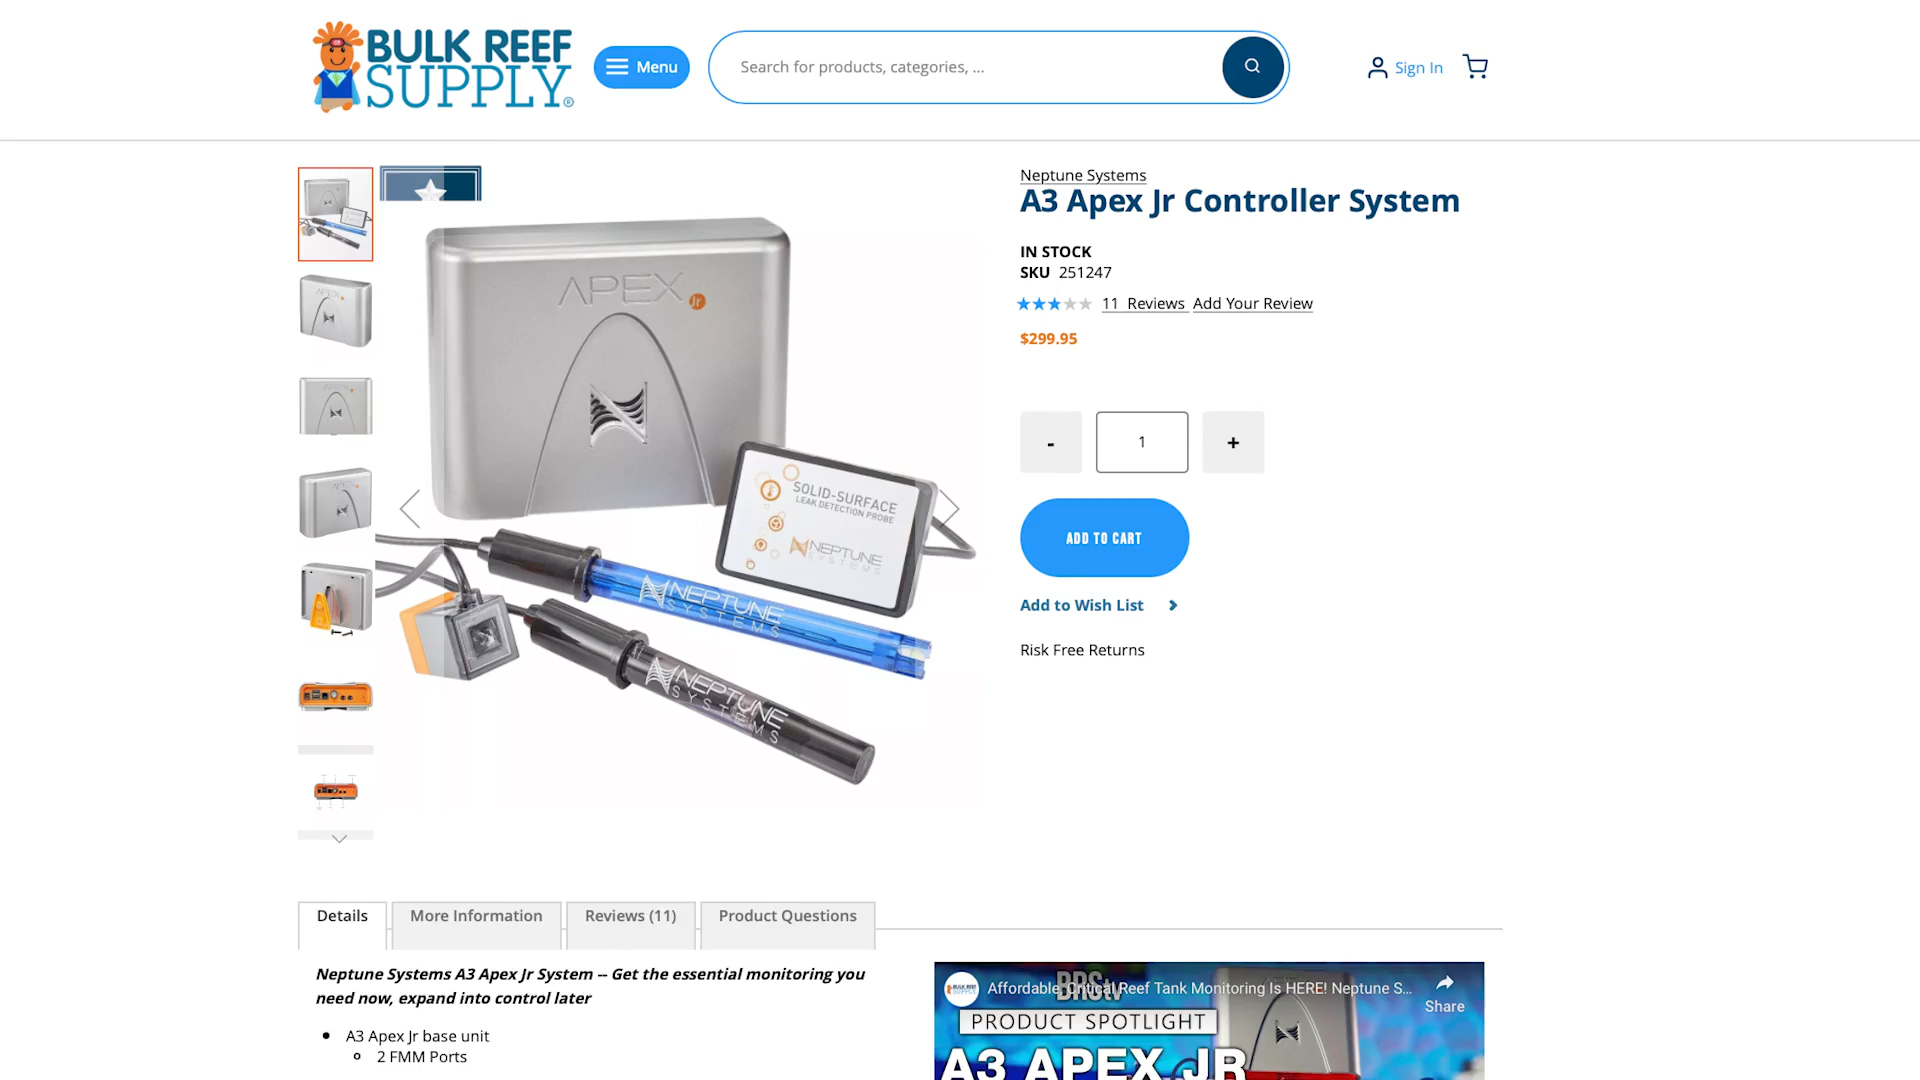 BULK REEF
SUPPLY®
Menu
Search for products, categories, ...
Sign In
Neptune Systems
A3 Apex Jr Controller System
IN STOCK
SKU 251247
11 Reviews Add Your Review
$299.95
- 1 +
ADD TO CART
Add to Wish List
Risk Free Returns
APEX Jr
SOLID-SURFACE
LEAK DETECTION PROBE
NEPTUNE
SYSTEMS
NEPTUNE
SYSTEMS
NEPTUNE
SYSTEMS
Details
More Information
Reviews (11)
Product Questions
Neptune Systems A3 Apex Jr System -- Get the essential monitoring you
need now, expand into control later
A3 Apex Jr base unit
2 FMM Ports
BRStv
Affordable, Critical Reef Tank Monitoring Is HERE! Neptune S...
Share
PRODUCT SPOTLIGHT
A3 APEX JR